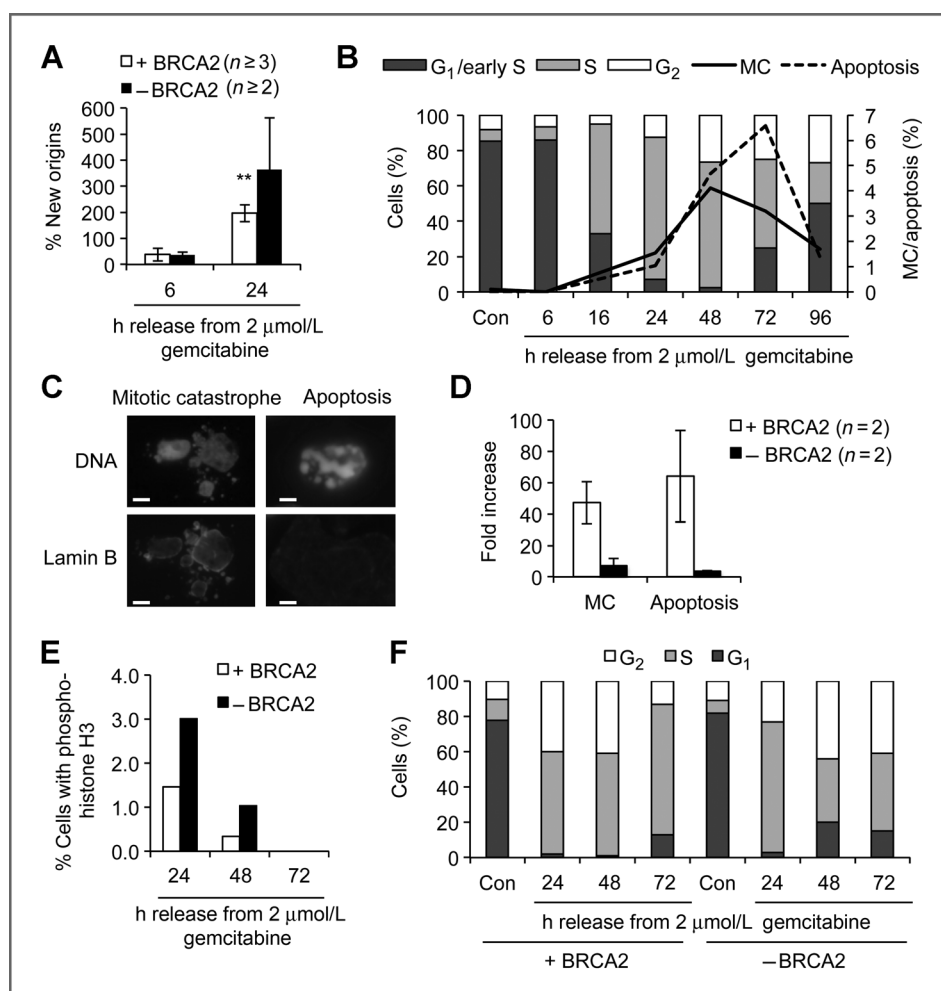 A
+ BRCA2 (n ≥ 3)
– BRCA2 (n ≥ 2)
% New origins
600
500
400
300
200
100
0
**
6 24
h release from 2 μmol/L
gemcitabine
B
G1/early S S G2 MC Apoptosis
Cells (%)
100
80
60
40
20
0
7
6
5
4
3
2
1
0
MC/apoptosis (%)
Con 6 16 24 48 72 96
h release from 2 μmol/L gemcitabine
C
Mitotic catastrophe Apoptosis
DNA
Lamin B
D
+ BRCA2 (n = 2)
– BRCA2 (n = 2)
Fold increase
100
80
60
40
20
0
MC Apoptosis
E
+ BRCA2
– BRCA2
% Cells with phospho-
histone H3
4.0
3.0
2.0
1.0
0.0
24 48 72
h release from 2 μmol/L
gemcitabine
F
G2 S G1
Cells (%)
100
80
60
40
20
0
Con 24 48 72 Con 24 48 72
h release from 2 μmol/L gemcitabine
+ BRCA2 – BRCA2